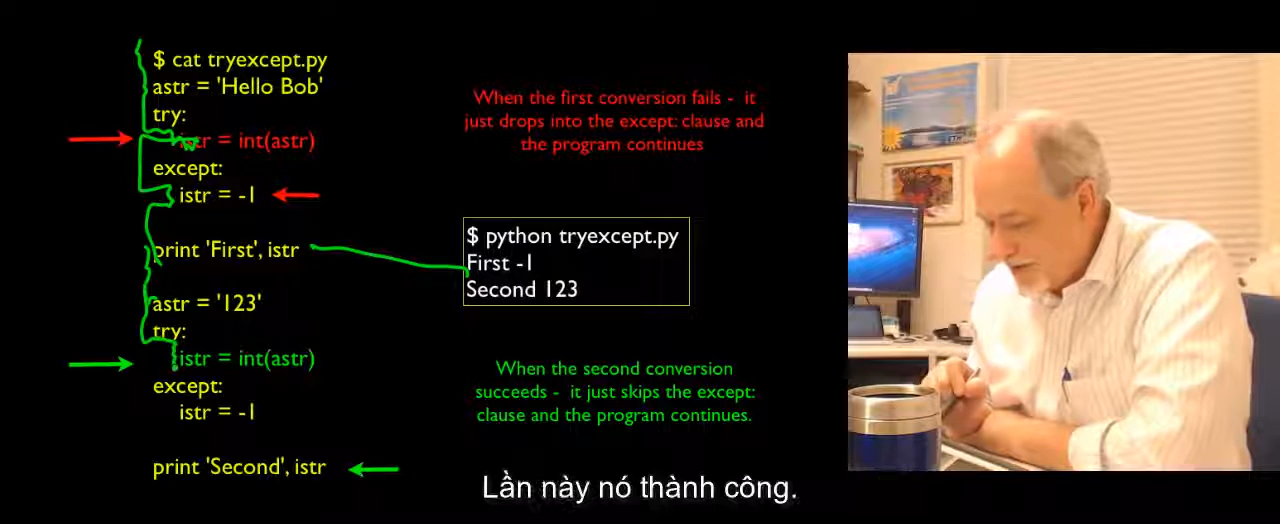 $ cat tryexcept.py
astr = 'Hello Bob'
try:
istr = int(astr)
except:
istr = -1
print 'First', istr
astr = '123'
try:
istr = int(astr)
except:
istr = -1
print 'Second', istr
When the first conversion fails - it
just drops into the except: clause and
the program continues
$ python tryexcept.py
First -1
Second 123
When the second conversion
succeeds - it just skips the except:
clause and the program continues.
Lần này nó thành công.